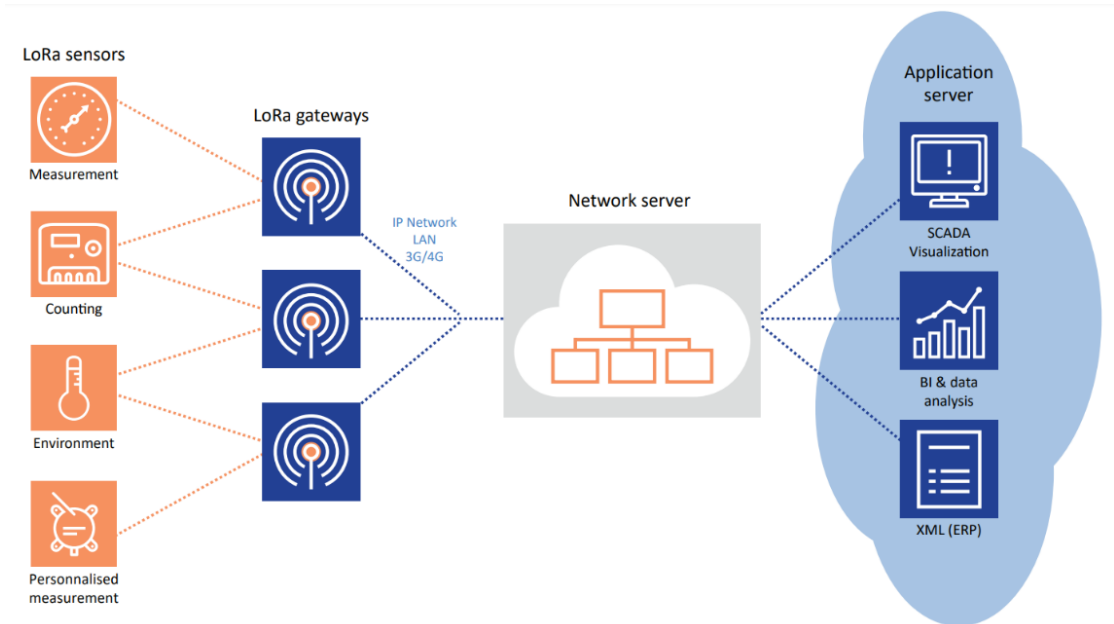 LoRa sensors
Measurement
Counting
Environment
Personnalised
measurement
LoRa gateways
IP Network
LAN
3G/4G
Network server
Application
server
!
SCADA
Visualization
BI & data
analysis
XML (ERP)